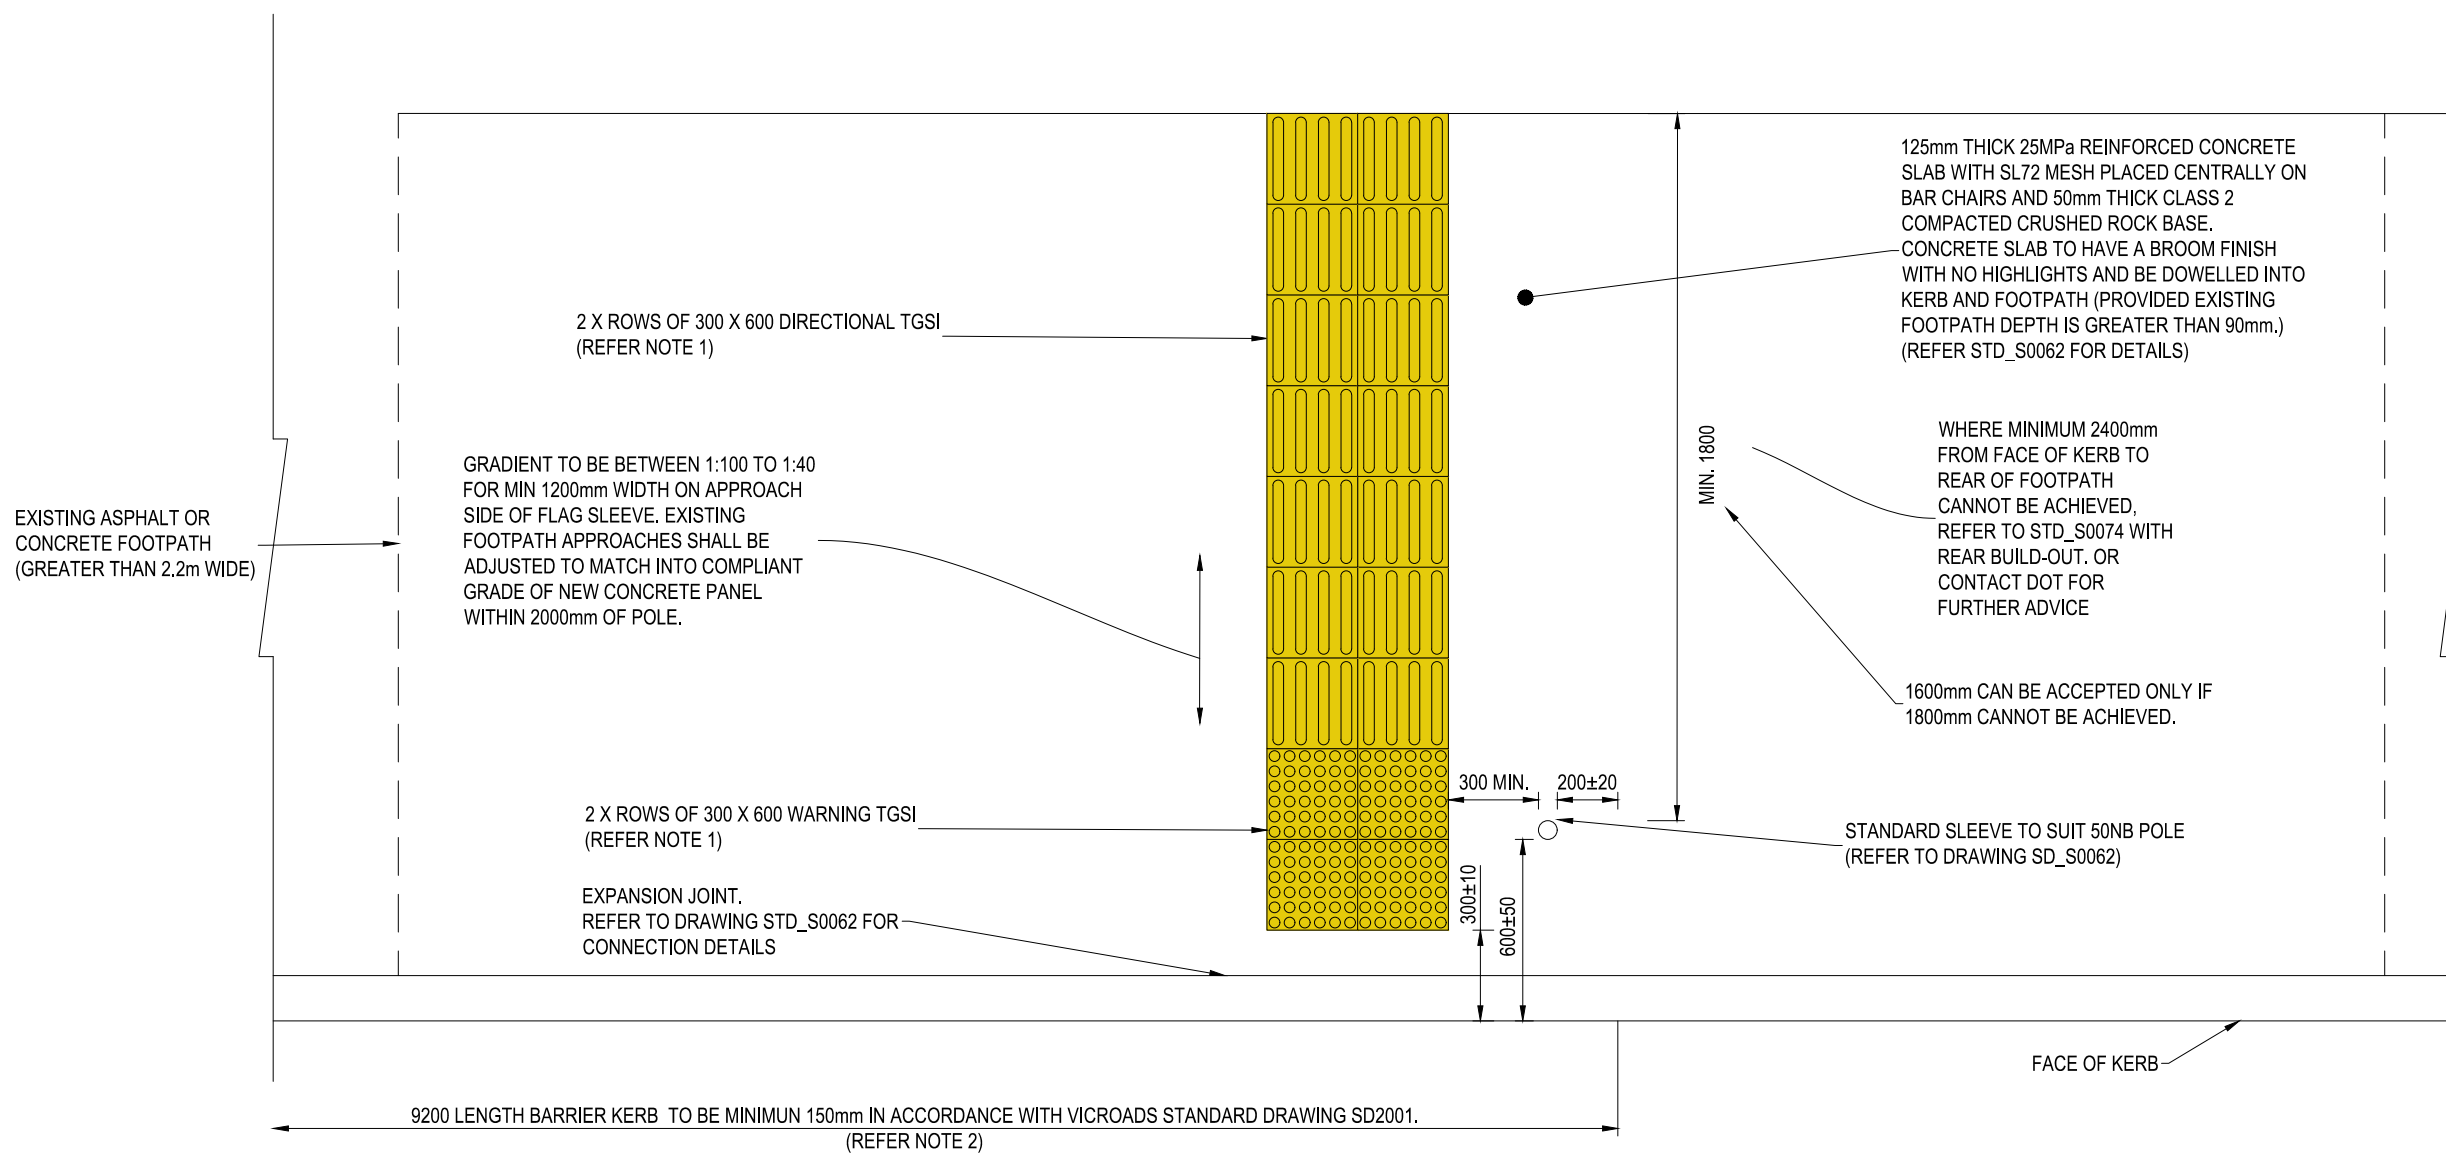 125mm THICK 25MPa REINFORCED CONCRETE
SLAB WITH SL72 MESH PLACED CENTRALLY ON
BAR CHAIRS AND 50mm THICK CLASS 2
COMPACTED CRUSHED ROCK BASE.
CONCRETE SLAB TO HAVE A BROOM FINISH
WITH NO HIGHLIGHTS AND BE DOWELLED INTO
KERB AND FOOTPATH (PROVIDED EXISTING
FOOTPATH DEPTH IS GREATER THAN 90mm.)
(REFER STD_S0062 FOR DETAILS)
2 X ROWS OF 300 X 600 DIRECTIONAL TGSI
(REFER NOTE 1)
GRADIENT TO BE BETWEEN 1:100 TO 1:40
FOR MIN 1200mm WIDTH ON APPROACH
SIDE OF FLAG SLEEVE. EXISTING
FOOTPATH APPROACHES SHALL BE
ADJUSTED TO MATCH INTO COMPLIANT
GRADE OF NEW CONCRETE PANEL
WITHIN 2000mm OF POLE.
EXISTING ASPHALT OR
CONCRETE FOOTPATH
(GREATER THAN 2.2m WIDE)
MIN. 1800
WHERE MINIMUM 2400mm
FROM FACE OF KERB TO
REAR OF FOOTPATH
CANNOT BE ACHIEVED,
REFER TO STD_S0074 WITH
REAR BUILD-OUT. OR
CONTACT DOT FOR
FURTHER ADVICE
1600mm CAN BE ACCEPTED ONLY IF
1800mm CANNOT BE ACHIEVED.
300 MIN.
200±20
2 X ROWS OF 300 X 600 WARNING TGSI
(REFER NOTE 1)
STANDARD SLEEVE TO SUIT 50NB POLE
(REFER TO DRAWING SD_S0062)
300±10
600±50
EXPANSION JOINT.
REFER TO DRAWING STD_S0062 FOR
CONNECTION DETAILS
FACE OF KERB
9200 LENGTH BARRIER KERB TO BE MINIMUN 150mm IN ACCORDANCE WITH VICROADS STANDARD DRAWING SD2001.
(REFER NOTE 2)